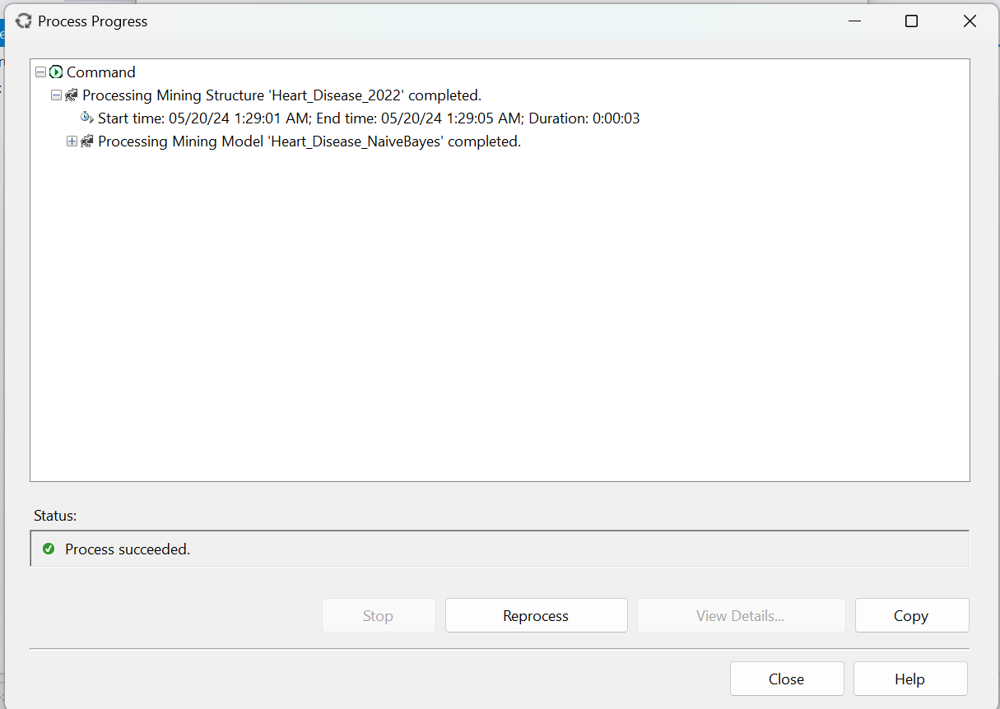 Process Progress
Command
Processing Mining Structure 'Heart_Disease_2022' completed.
Start time: 05/20/24 1:29:01 AM; End time: 05/20/24 1:29:05 AM; Duration: 0:00:03
Processing Mining Model 'Heart_Disease_NaiveBayes' completed.
Status:
Process succeeded.
Stop Reprocess View Details... Copy
Close Help